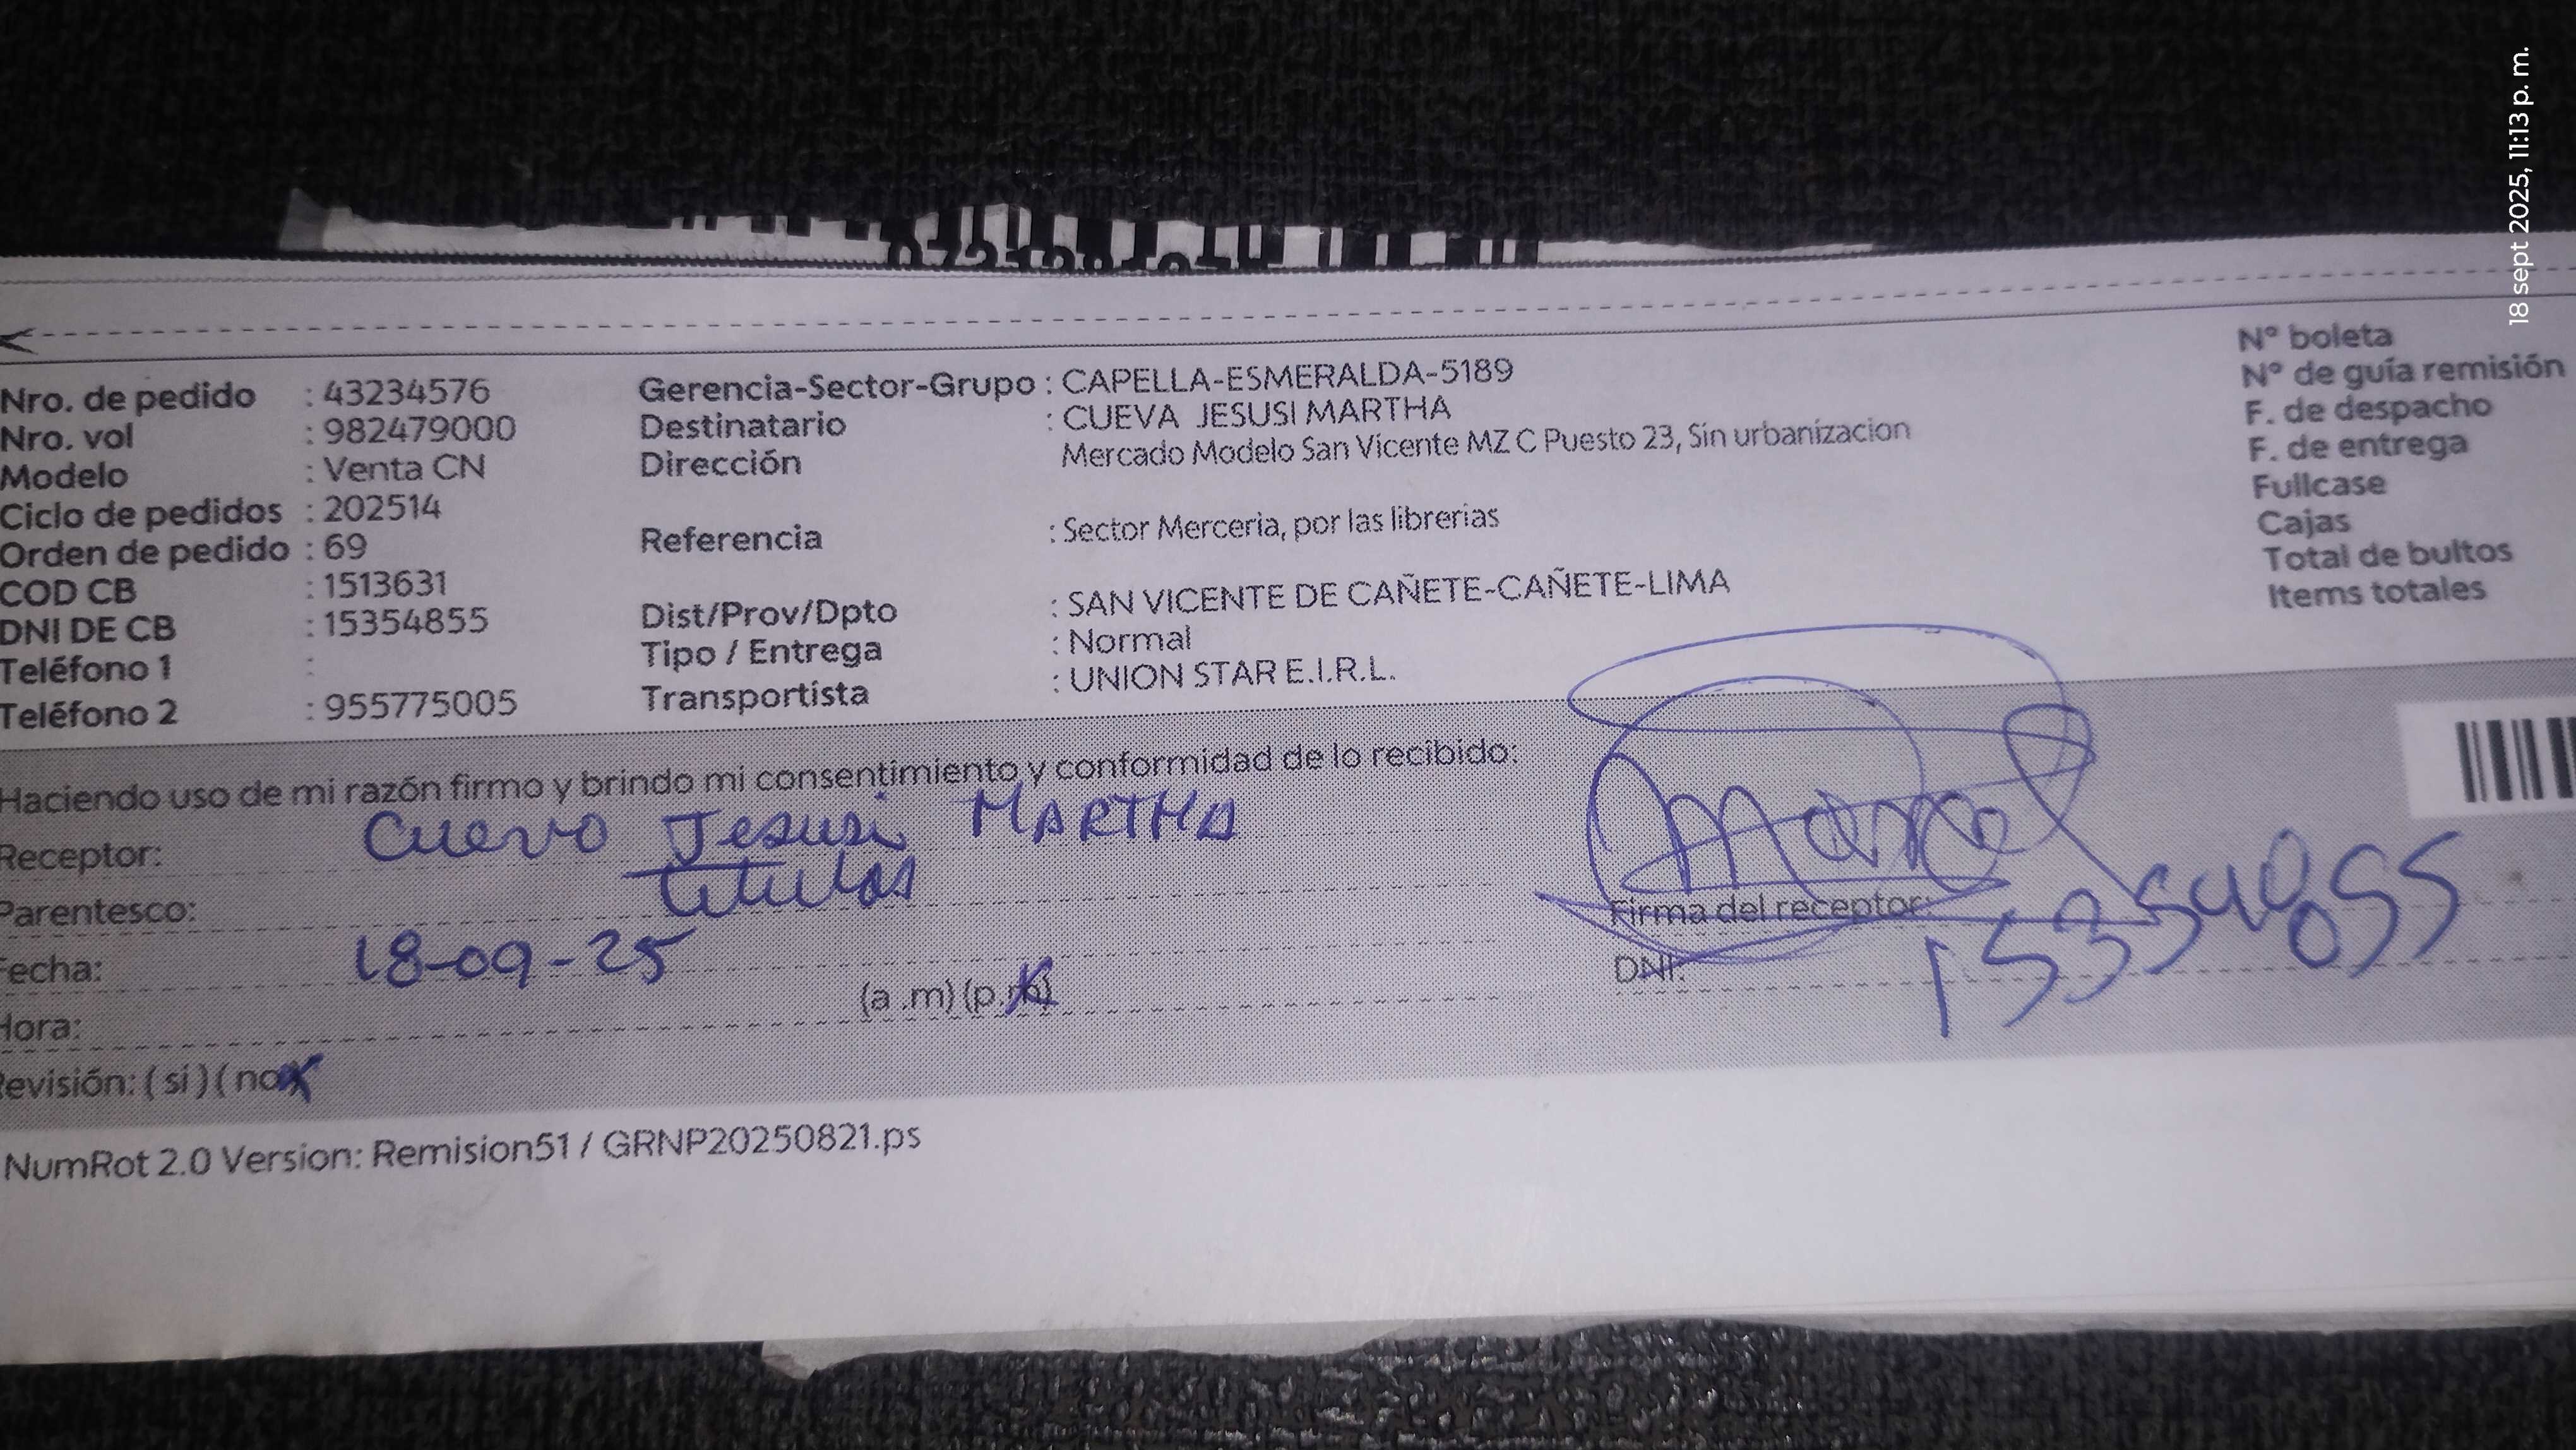 18 sept 2025, 11:13 p. m.
Nro. de pedido : 43234576
Nro. vol : 982479000
Modelo : Venta CN
Ciclo de pedidos : 202514
Orden de pedido : 69
COD CB : 1513631
DNI DE CB : 15354855
Teléfono 1 :
Teléfono 2 : 955775005
Gerencia-Sector-Grupo : CAPELLA-ESMERALDA-5189
Destinatario : CUEVA JESUSI MARTHA
Dirección Mercado Modelo San Vicente MZ C Puesto 23, Sin urbanizacion
Referencia : Sector Merceria, por las librerias
Dist/Prov/Dpto : SAN VICENTE DE CAÑETE-CAÑETE-LIMA
Tipo / Entrega : Normal
Transportista : UNION STAR E.I.R.L.
N° boleta
N° de guía remisión
F. de despacho
F. de entrega
Fullcase
Cajas
Total de bultos
Items totales
Haciendo uso de mi razón firmo y brindo mi consentimiento y conformidad de lo recibido:
Receptor: Cueva Jesusi MARTHA
Parentesco: titular
Fecha: 18-09-25
Hora: (a .m) (p.m)
Revisión: ( si ) ( no
Firma del receptor:
DNI:
NumRot 2.0 Version: Remision51 / GRNP20250821.ps